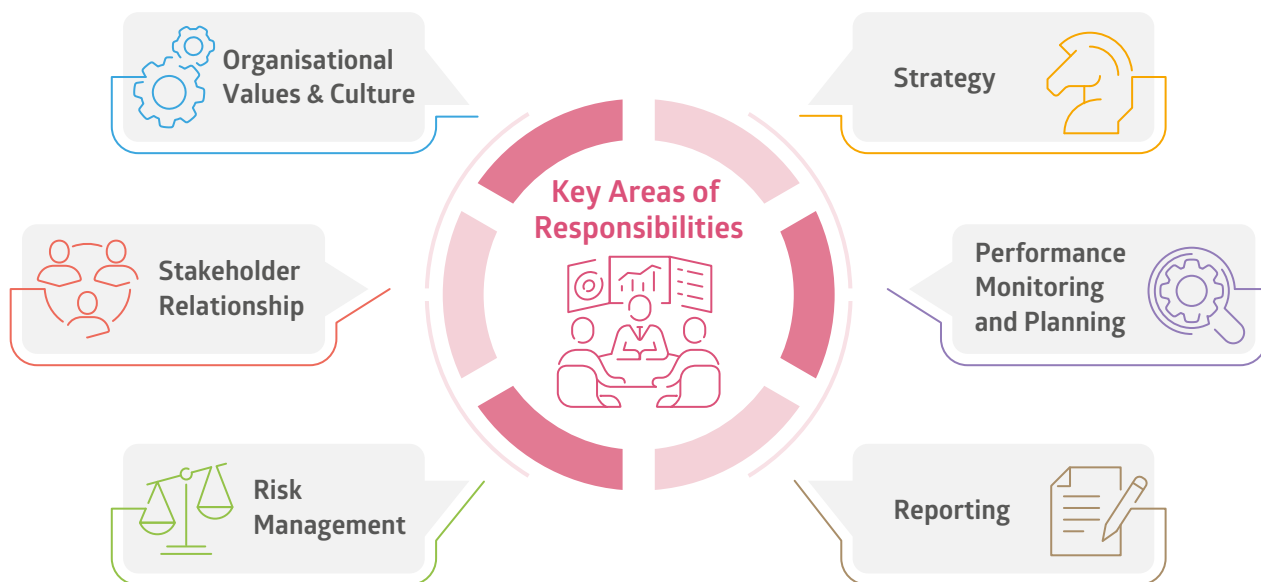 Organisational
Values & Culture
Strategy
Key Areas of
Responsibilities
Stakeholder
Relationship
Performance
Monitoring
and Planning
Risk
Management
Reporting